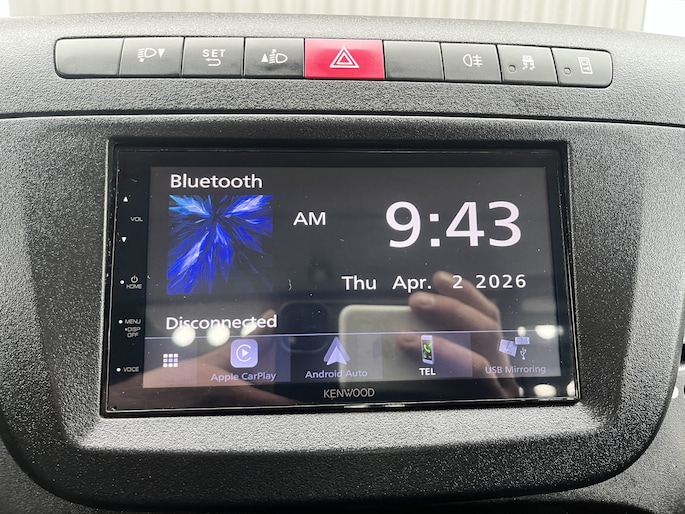 SET
Bluetooth
AM 9:43
Thu Apr. 2 2026
Disconnected
Apple CarPlay
Android Auto
TEL
USB Mirroring
VOL
HOME
MENU
DISP
OFF
VOICE
KENWOOD